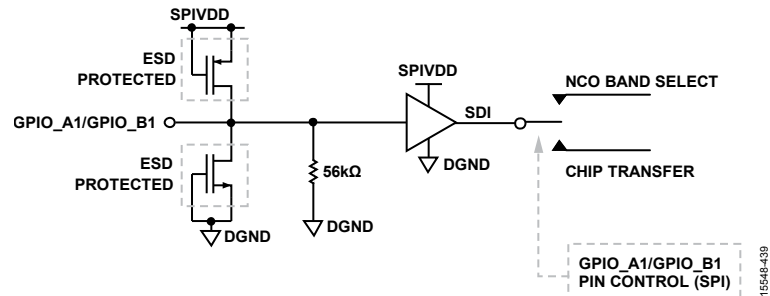 SPIVDD
ESD
PROTECTED
GPIO_A1/GPIO_B1
ESD
PROTECTED
DGND
56kΩ
DGND
SPIVDD
SDI
DGND
NCO BAND SELECT
CHIP TRANSFER
GPIO_A1/GPIO_B1
PIN CONTROL (SPI)
15548-439